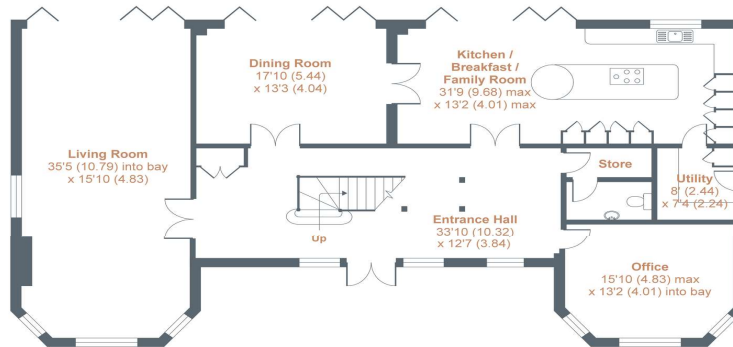 Dining Room
17'10 (5.44)
x 13'3 (4.04)
Kitchen /
Breakfast /
Family Room
31'9 (9.68) max
x 13'2 (4.01) max
Living Room
35'5 (10.79) into bay
x 15'10 (4.83)
Store
Utility
8' (2.44)
x 7'4 (2.24)
Up
Entrance Hall
33'10 (10.32)
x 12'7 (3.84)
Office
15'10 (4.83) max
x 13'2 (4.01) into bay